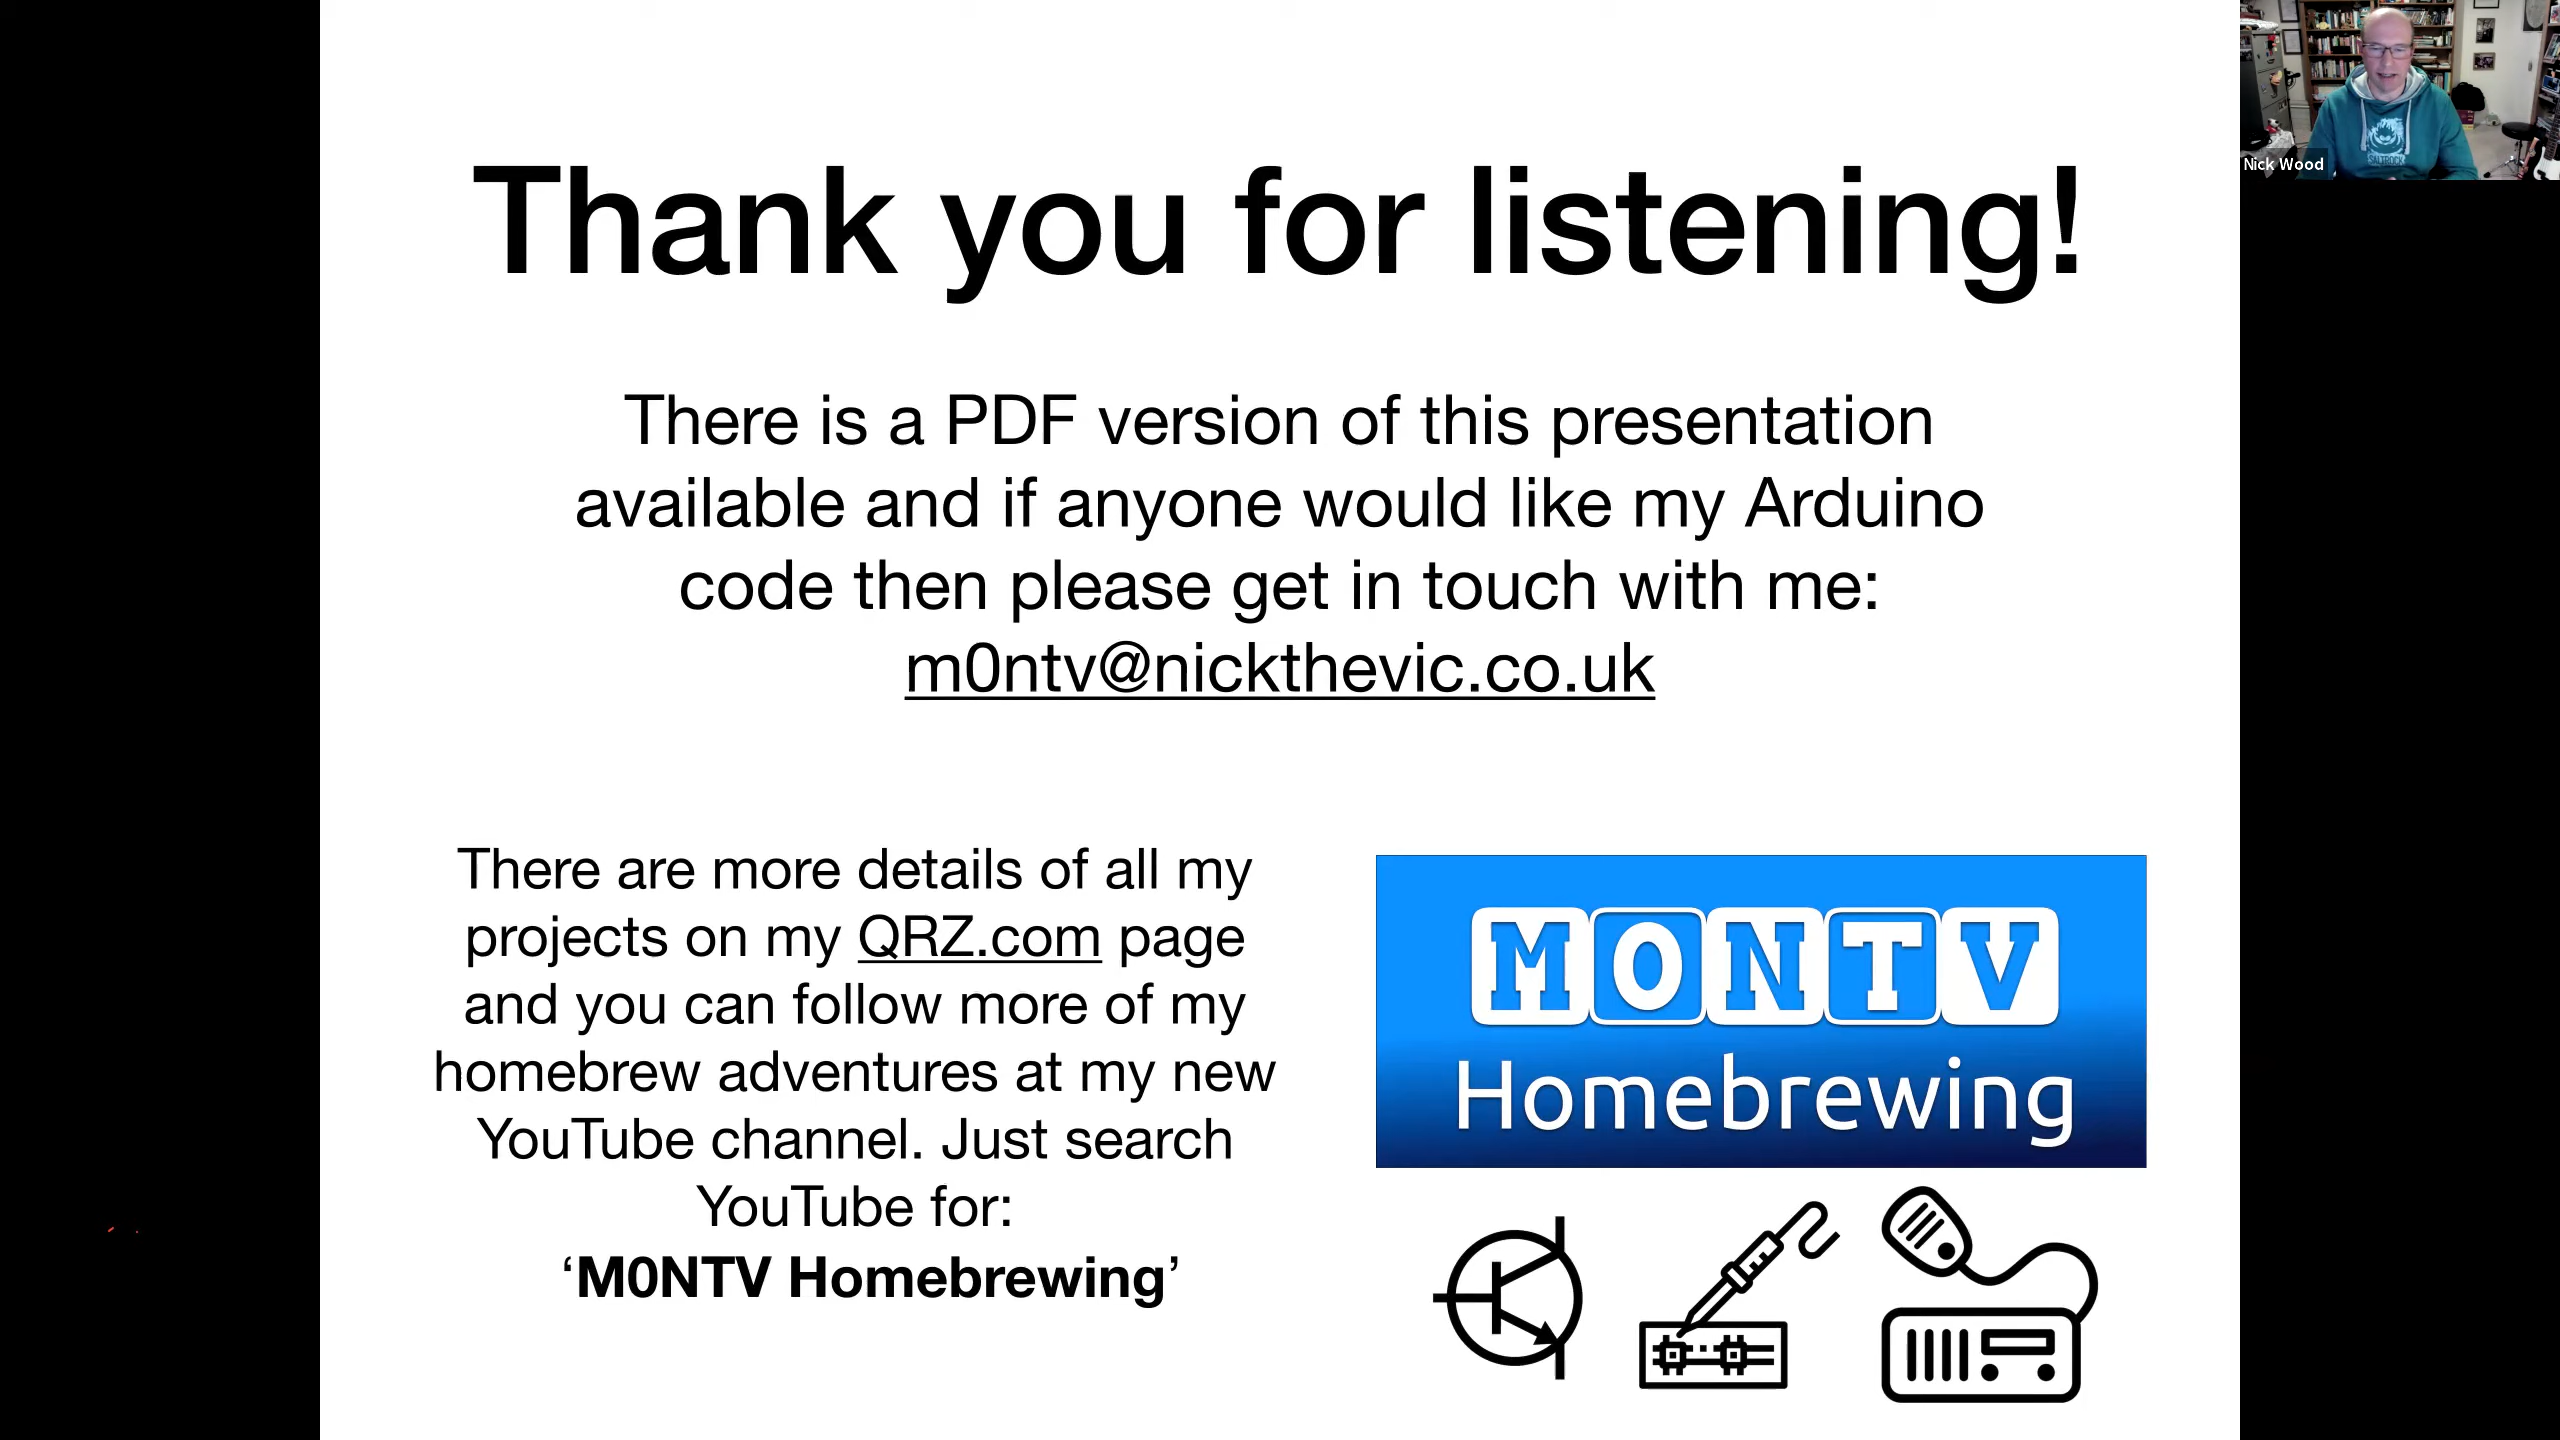 Thank you for listening!
There is a PDF version of this presentation
available and if anyone would like my Arduino
code then please get in touch with me:
m0ntv@nickthevic.co.uk
There are more details of all my
projects on my QRZ.com page
and you can follow more of my
homebrew adventures at my new
YouTube channel. Just search
YouTube for:
‘M0NTV Homebrewing’
M0NTV
Homebrewing
Nick Wood
SALTROCK